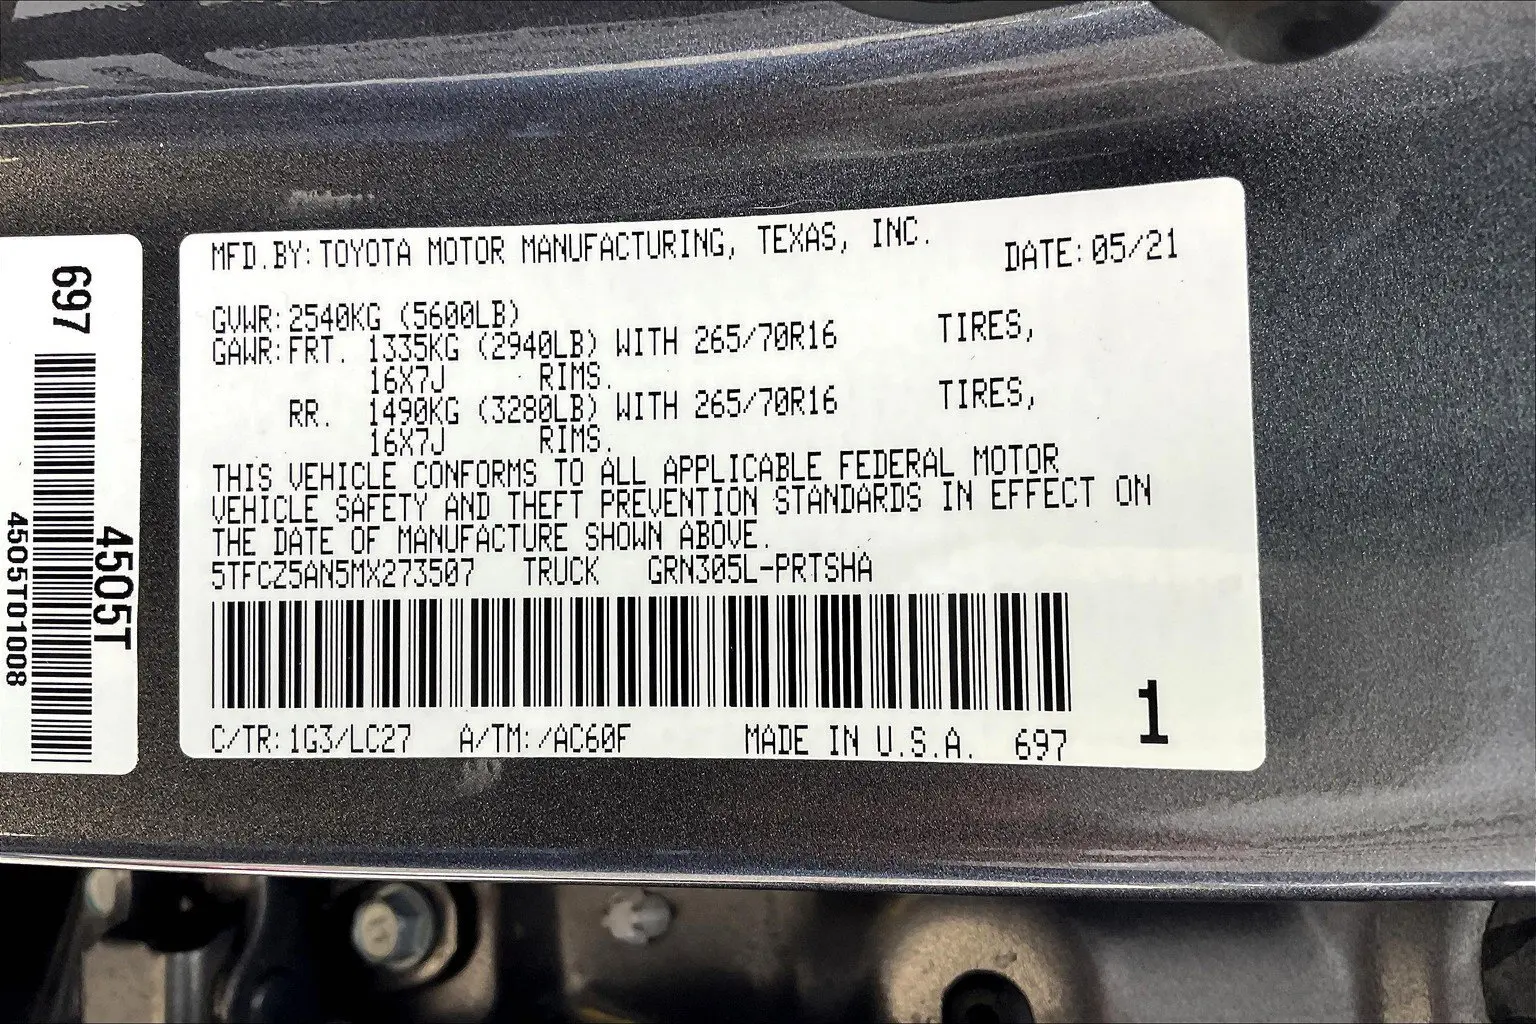 MFD.BY:TOYOTA MOTOR MANUFACTURING, TEXAS, INC. DATE:05/21
GVWR:2540KG (5600LB)
GAWR:FRT. 1335KG (2940LB) WITH 265/70R16 TIRES,
16X7J RIMS.
RR. 1490KG (3280LB) WITH 265/70R16 TIRES,
16X7J RIMS.
THIS VEHICLE CONFORMS TO ALL APPLICABLE FEDERAL MOTOR
VEHICLE SAFETY AND THEFT PREVENTION STANDARDS IN EFFECT ON
THE DATE OF MANUFACTURE SHOWN ABOVE.
5TFCZ5AN5MX273507 TRUCK GRN305L-PRTSHA
C/TR:1G3/LC27 A/TM:/AC60F MADE IN U.S.A. 697
1
697
4505T
4505T01008